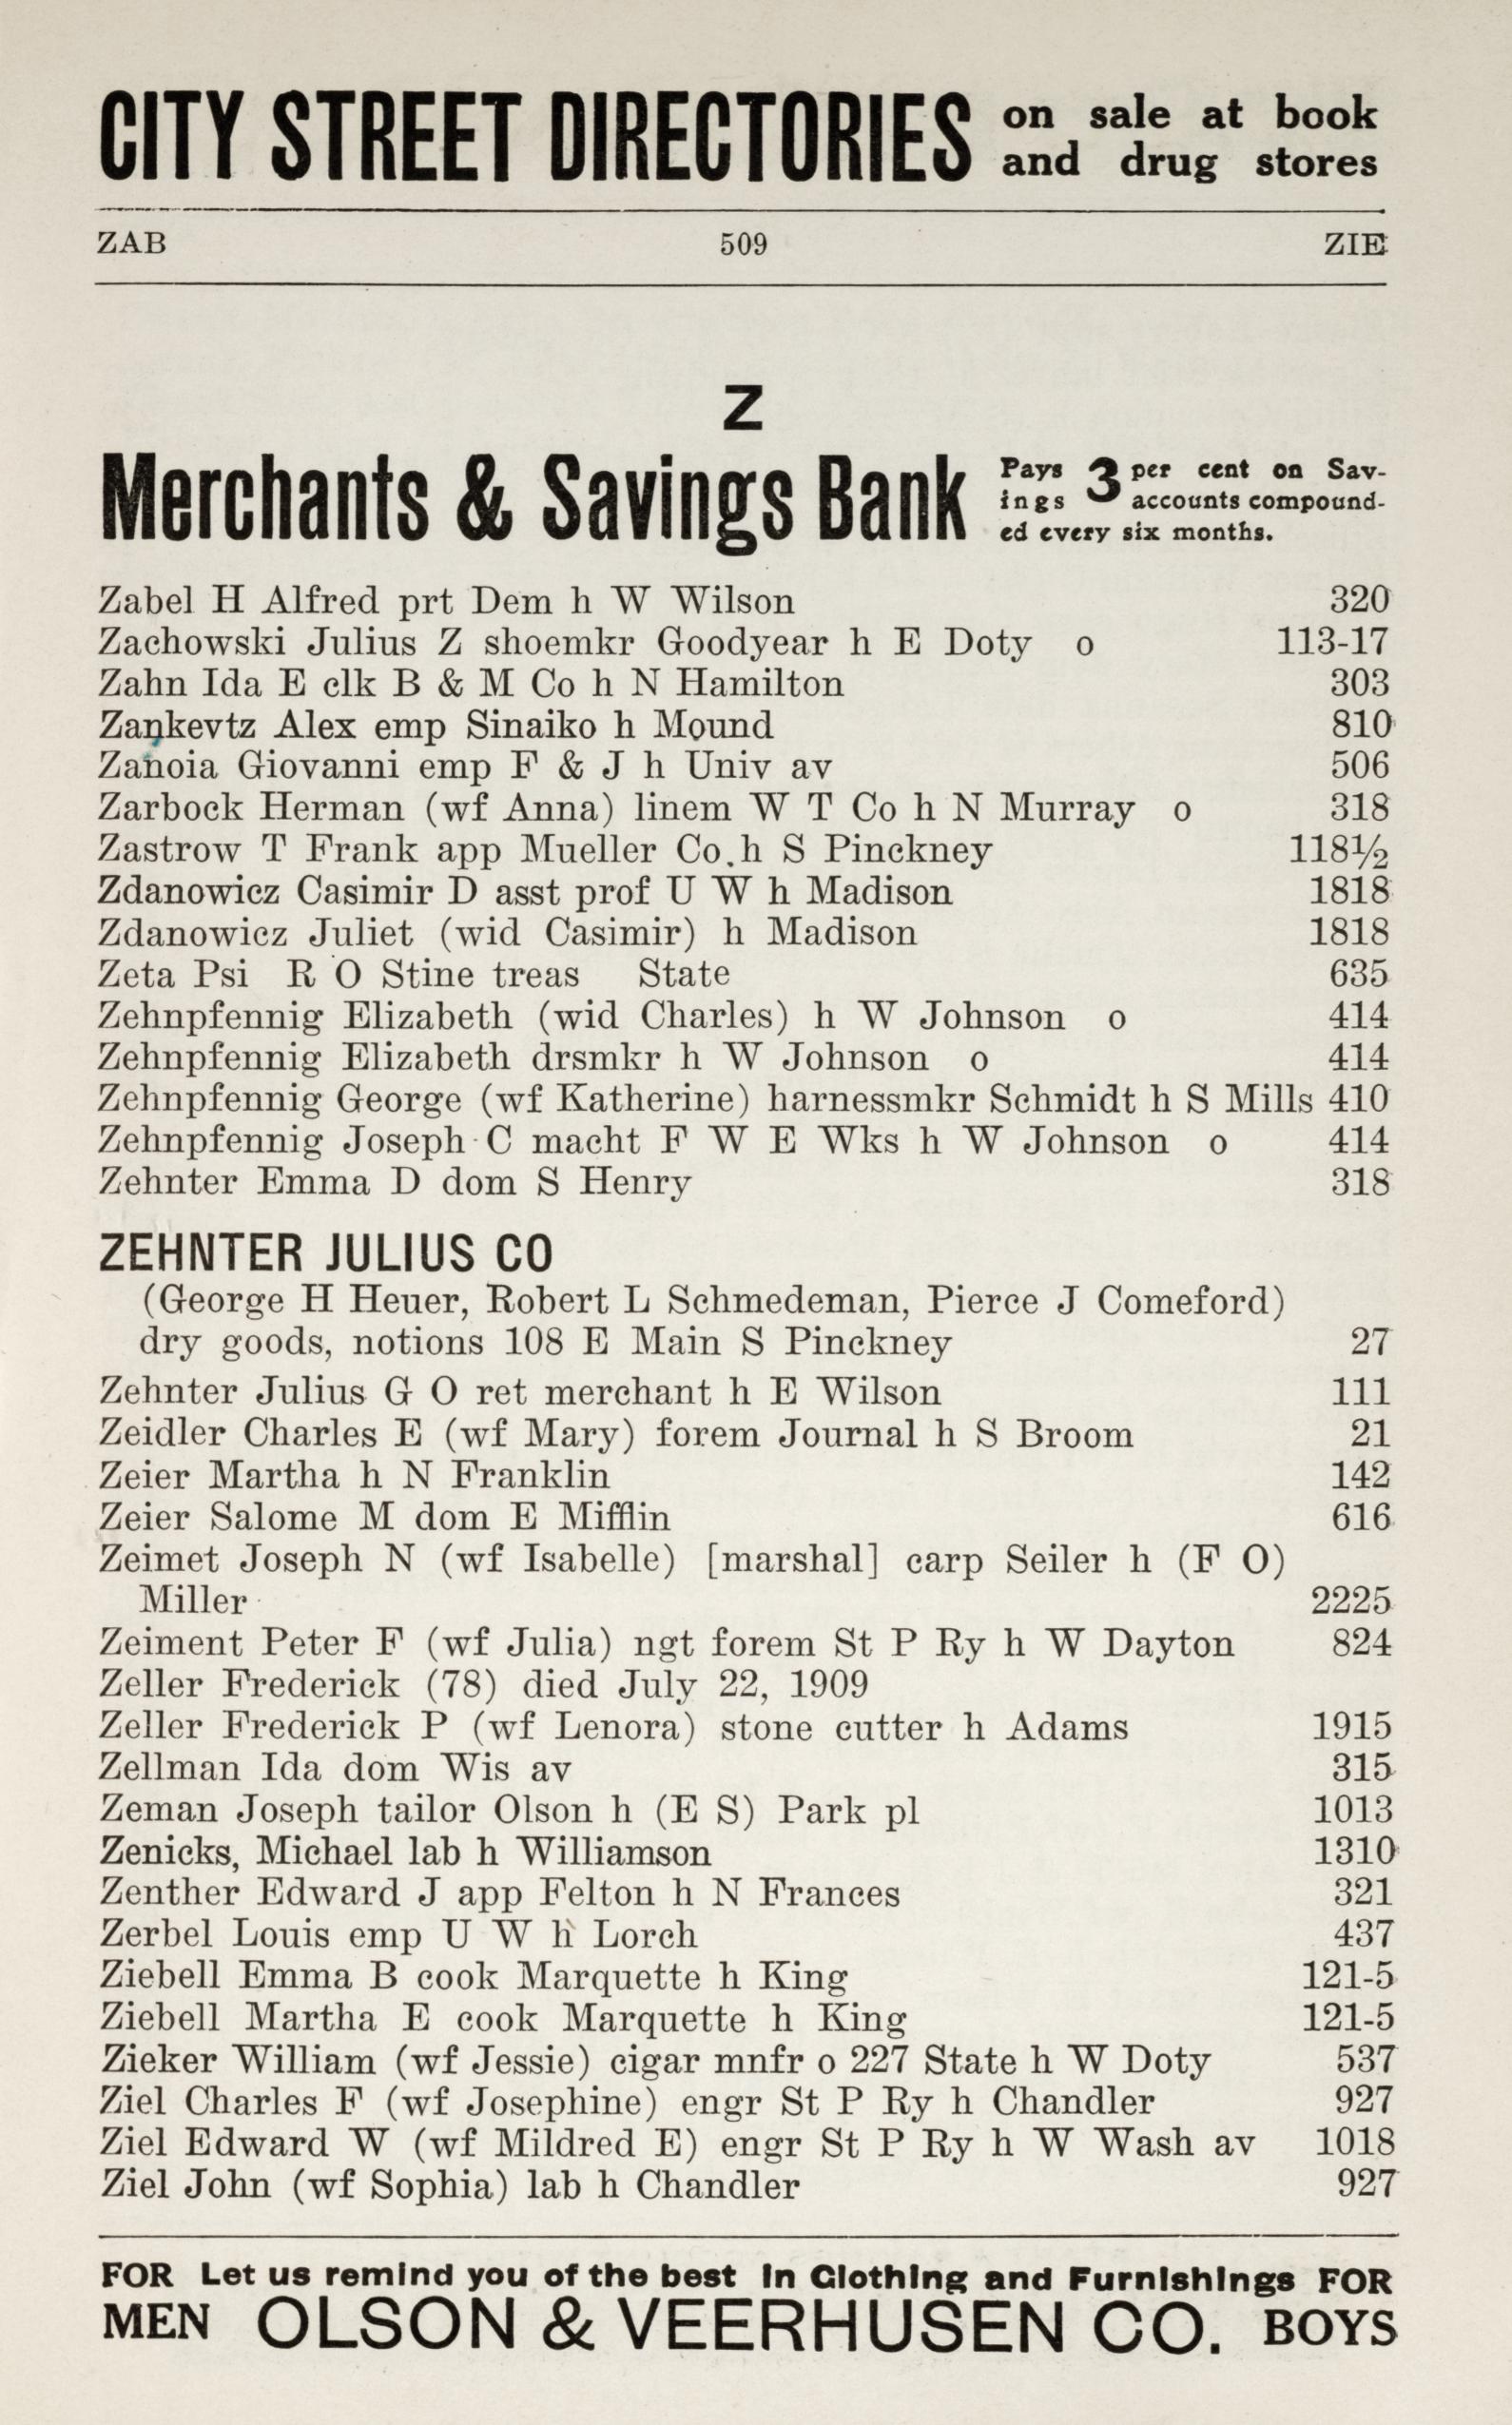 CITY STREET DIRECTORIES on sale at book
and drug stores
ZAB 509 ZIE
Z
Merchants & Savings Bank Pays 3 per cent on Sav-
ings accounts compound-
ed every six months.
Zabel H Alfred prt Dem h W Wilson 320
Zachowski Julius Z shoemkr Goodyear h E Doty o 113-17
Zahn Ida E clk B & M Co h N Hamilton 303
Zankevtz Alex emp Sinaiko h Mound 810
Zanoia Giovanni emp F & J h Univ av 506
Zarbock Herman (wf Anna) linem W T Co h N Murray o 318
Zastrow T Frank app Mueller Co. h S Pinckney 118½
Zdanowicz Casimir D asst prof U W h Madison 1818
Zdanowicz Juliet (wid Casimir) h Madison 1818
Zeta Psi R O Stine treas State 635
Zehnpfennig Elizabeth (wid Charles) h W Johnson o 414
Zehnpfennig Elizabeth drsmkr h W Johnson o 414
Zehnpfennig George (wf Katherine) harnessmkr Schmidt h S Mills 410
Zehnpfennig Joseph C macht F W E Wks h W Johnson o 414
Zehnter Emma D dom S Henry 318
ZEHNTER JULIUS CO
(George H Heuer, Robert L Schmedeman, Pierce J Comeford)
dry goods, notions 108 E Main S Pinckney 27
Zehnter Julius G O ret merchant h E Wilson 111
Zeidler Charles E (wf Mary) forem Journal h S Broom 21
Zeier Martha h N Franklin 142
Zeier Salome M dom E Mifflin 616
Zeimet Joseph N (wf Isabelle) [marshal] carp Seiler h (F O)
Miller 2225
Zeiment Peter F (wf Julia) ngt forem St P Ry h W Dayton 824
Zeller Frederick (78) died July 22, 1909
Zeller Frederick P (wf Lenora) stone cutter h Adams 1915
Zellman Ida dom Wis av 315
Zeman Joseph tailor Olson h (E S) Park pl 1013
Zenicks, Michael lab h Williamson 1310
Zenther Edward J app Felton h N Frances 321
Zerbel Louis emp U W h Lorch 437
Ziebell Emma B cook Marquette h King 121-5
Ziebell Martha E cook Marquette h King 121-5
Zieker William (wf Jessie) cigar mnfr o 227 State h W Doty 537
Ziel Charles F (wf Josephine) engr St P Ry h Chandler 927
Ziel Edward W (wf Mildred E) engr St P Ry h W Wash av 1018
Ziel John (wf Sophia) lab h Chandler 927
FOR Let us remind you of the best in Clothing and Furnishings FOR
MEN OLSON & VEERHUSEN CO. BOYS